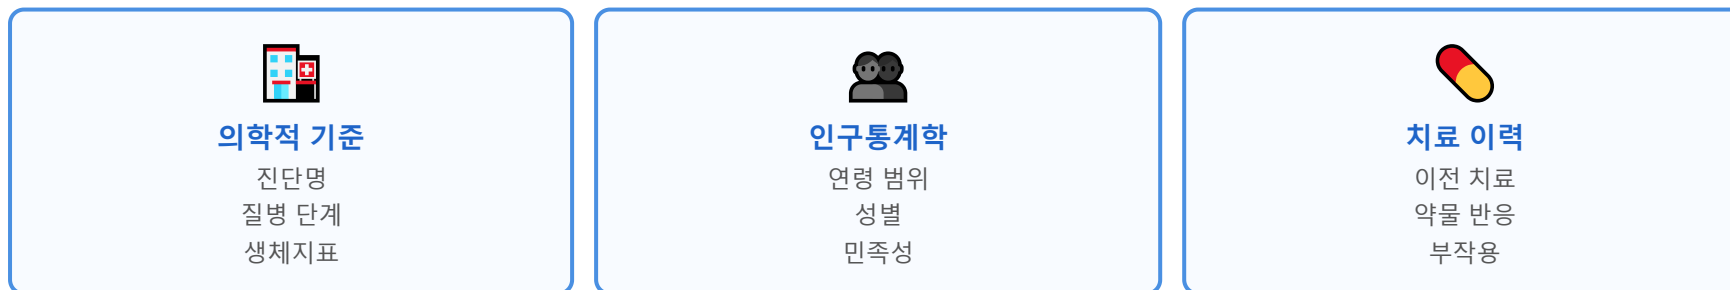 의학적 기준
진단명
질병 단계
생체지표
인구통계학
연령 범위
성별
민족성
치료 이력
이전 치료
약물 반응
부작용